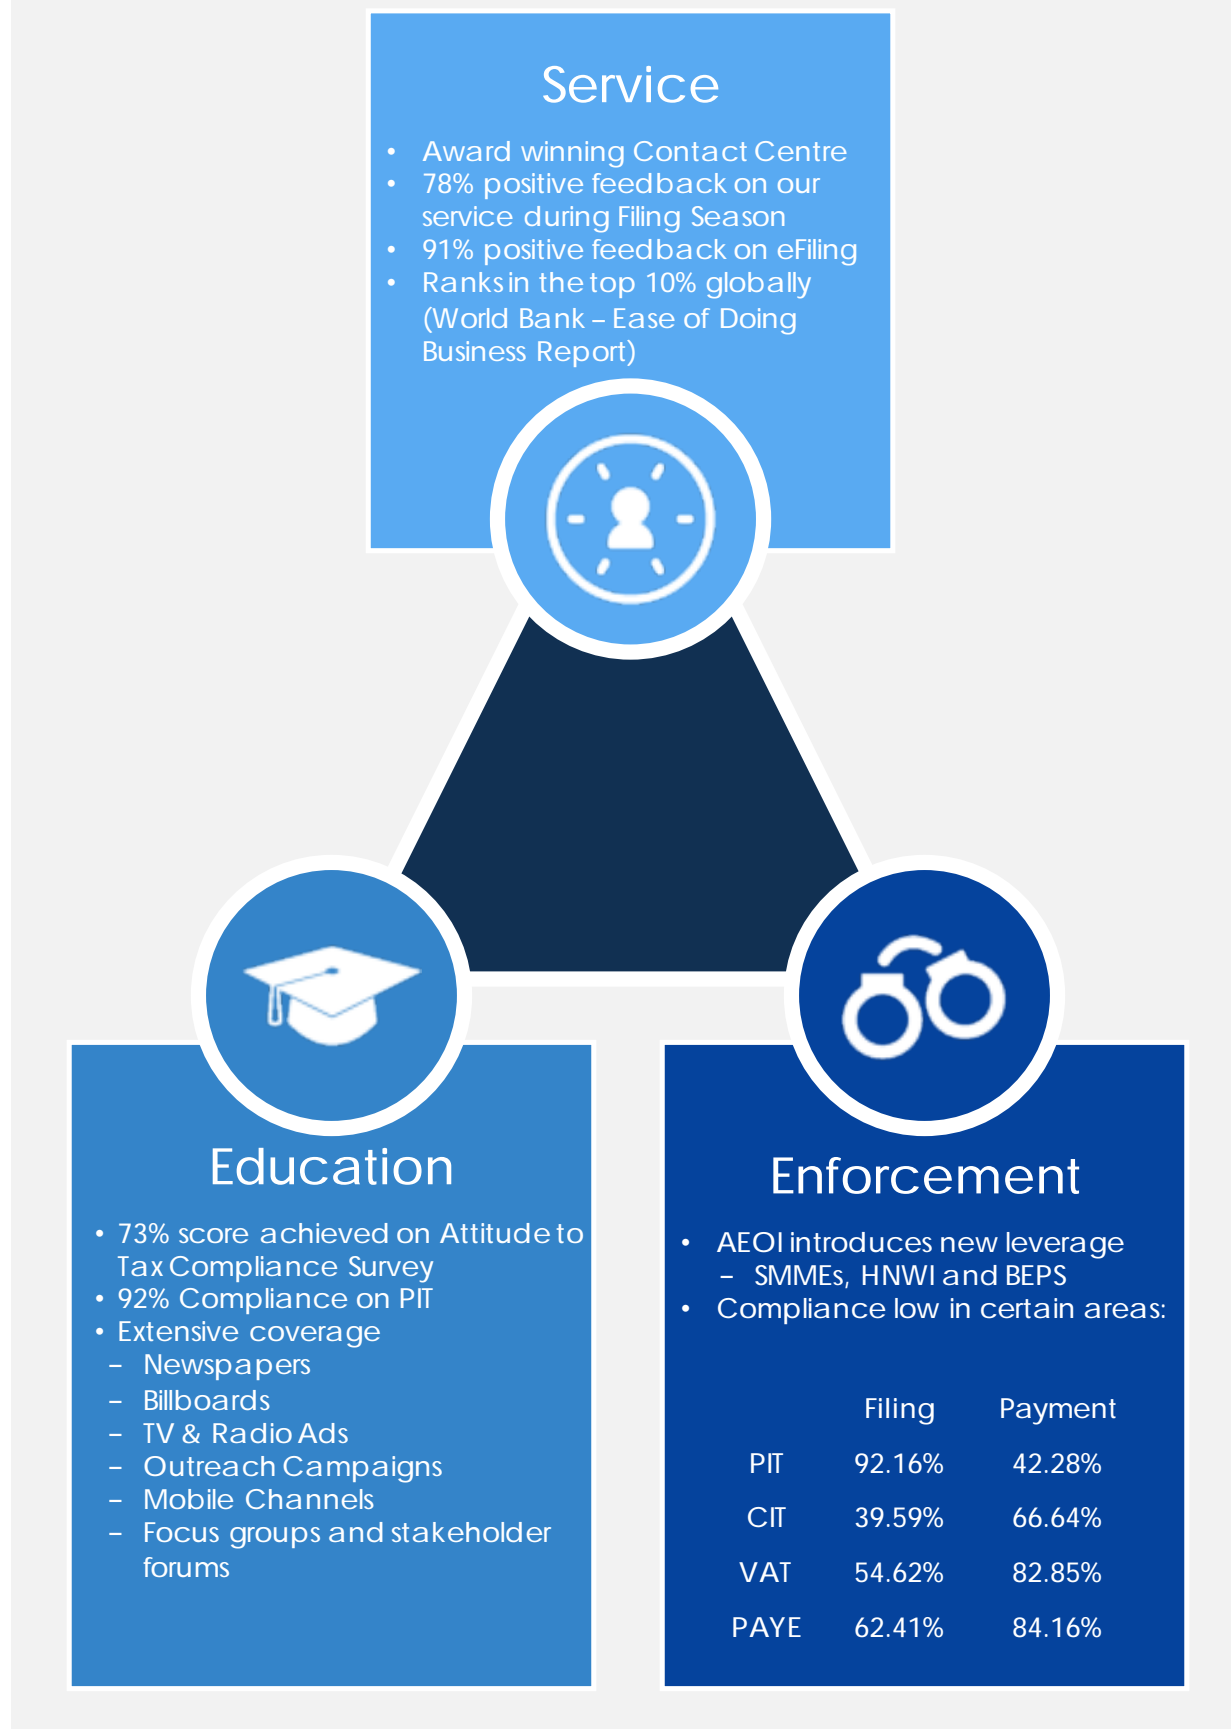 Service
• Award winning Contact Centre
• 78% positive feedback on our
service during Filing Season
• 91% positive feedback on eFiling
• Ranks in the top 10% globally
(World Bank – Ease of Doing
Business Report)
Education
• 73% score achieved on Attitude to
Tax Compliance Survey
• 92% Compliance on PIT
• Extensive coverage
– Newspapers
– Billboards
– TV & Radio Ads
– Outreach Campaigns
– Mobile Channels
– Focus groups and stakeholder
forums
Enforcement
• AEOI introduces new leverage
– SMMEs, HNWI and BEPS
• Compliance low in certain areas:
Filing Payment
PIT 92.16% 42.28%
CIT 39.59% 66.64%
VAT 54.62% 82.85%
PAYE 62.41% 84.16%